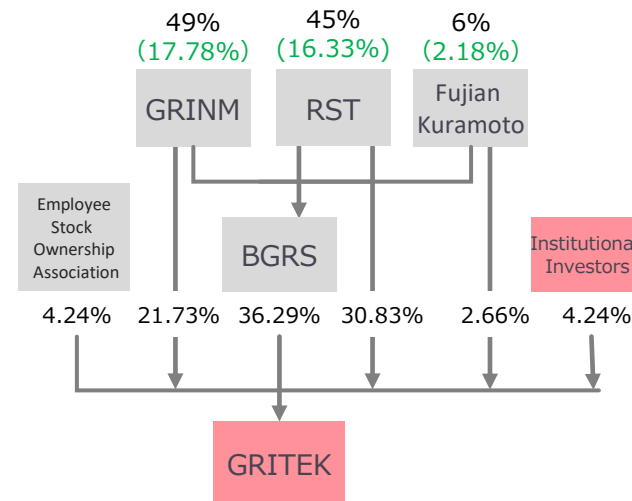 49%
45%
6%
(17.78%)
(16.33%)
(2.18%)
GRINM
RST
Fujian
Kuramoto
Employee
Stock
Ownership
Association
BGRS
Institutiona
Investors
4.24%
21.73%
36.29%
30.83%
2.66%
4.24%
GRITEK